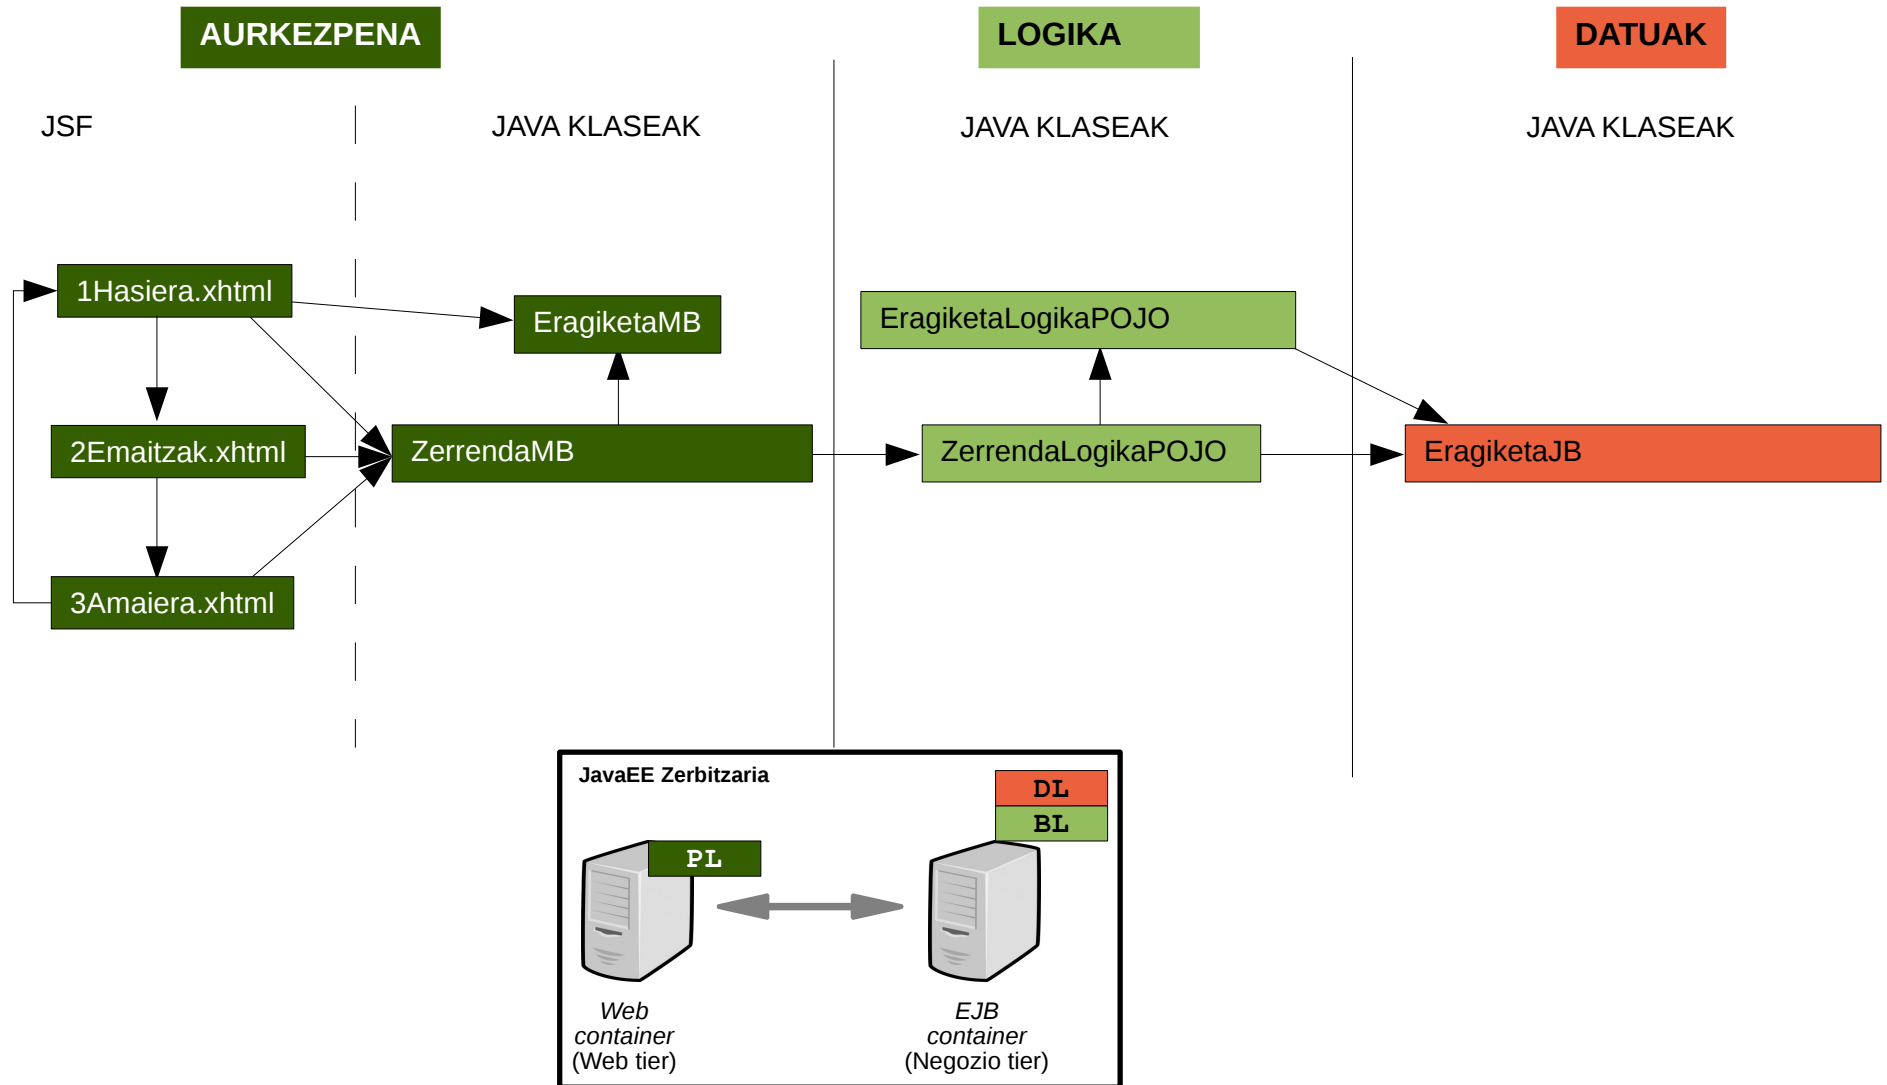 AURKEZPENA
LOGIKA
DATUAK
JSF
JAVA KLASEAK
JAVA KLASEAK
JAVA KLASEAK
1Hasiera.xhtml
EragiketaMB
EragiketaLogikaPOJO
2Emaitzak.xhtml
ZerrendaMB
ZerrendaLogikaPOJO
EragiketaJB
3Amaiera.xhtml
JavaEE Zerbitzaria
DL
BL
PL
Web
container
(Web tier)
EJB
container
(Negozio tier)